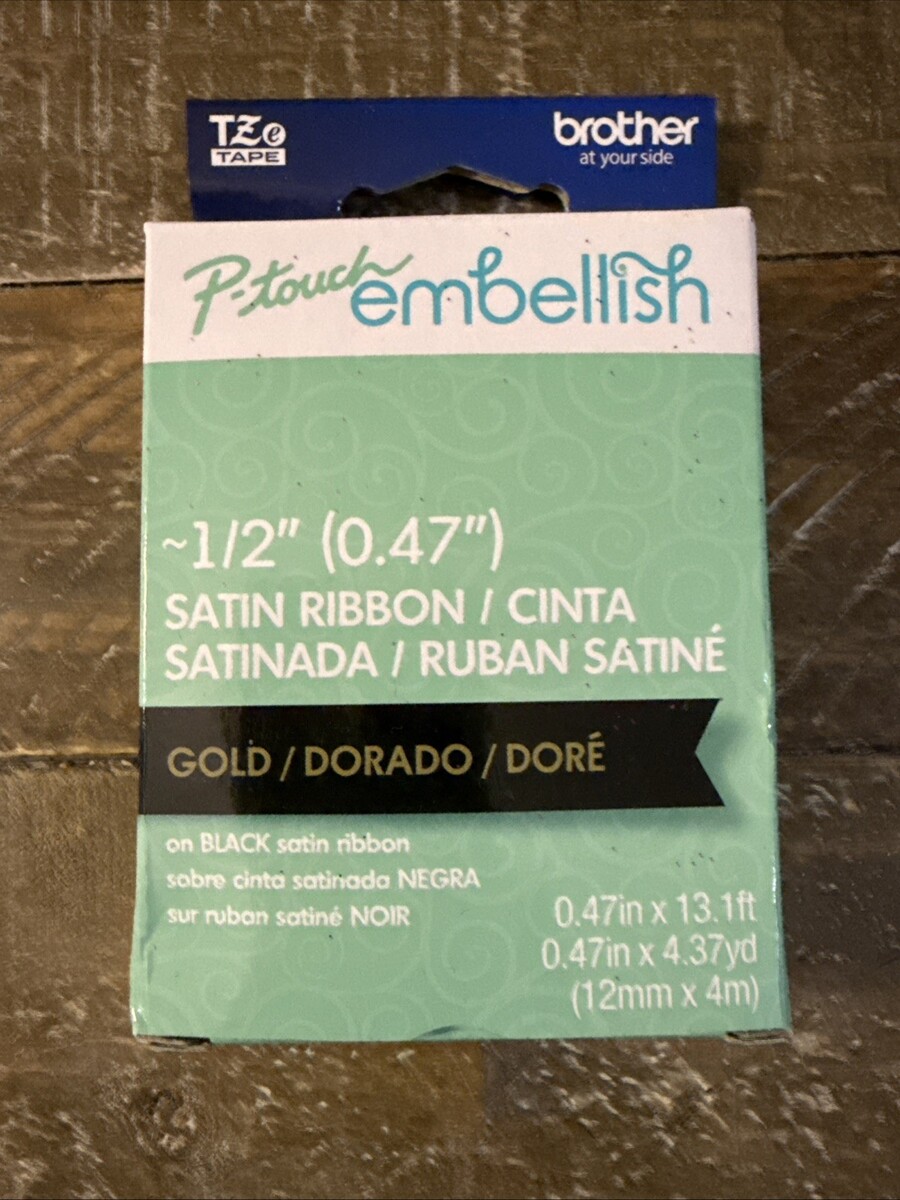 TZe
TAPE
brother
at your side
P-touch embellish
~1/2" (0.47")
SATIN RIBBON / CINTA
SATINADA / RUBAN SATINÉ
GOLD / DORADO / DORÉ
on BLACK satin ribbon
sobre cinta satinada NEGRA
sur ruban satiné NOIR
0.47in x 13.1ft
0.47in x 4.37yd
(12mm x 4m)